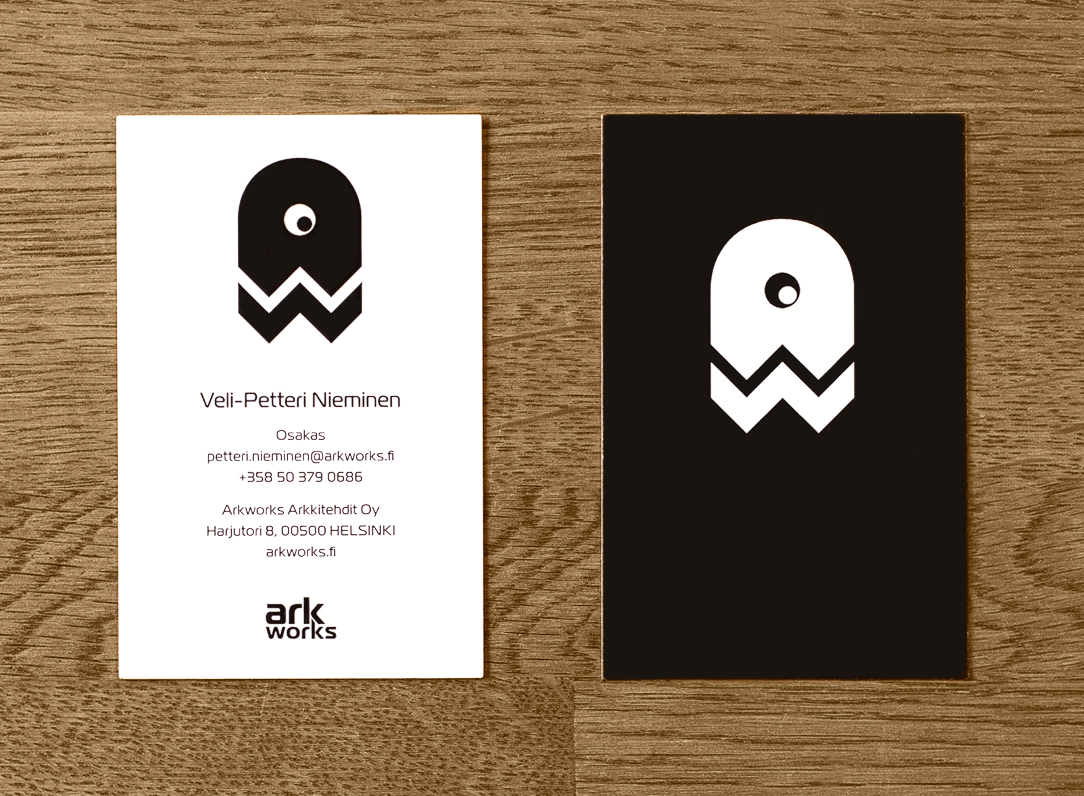 Veli-Petteri Nieminen
Osakas
petteri.nieminen@arkworks.fi
+358 50 379 0686
Arkworks Arkkitehdit Oy
Harjutori 8, 00500 HELSINKI
arkworks.fi
ark
works